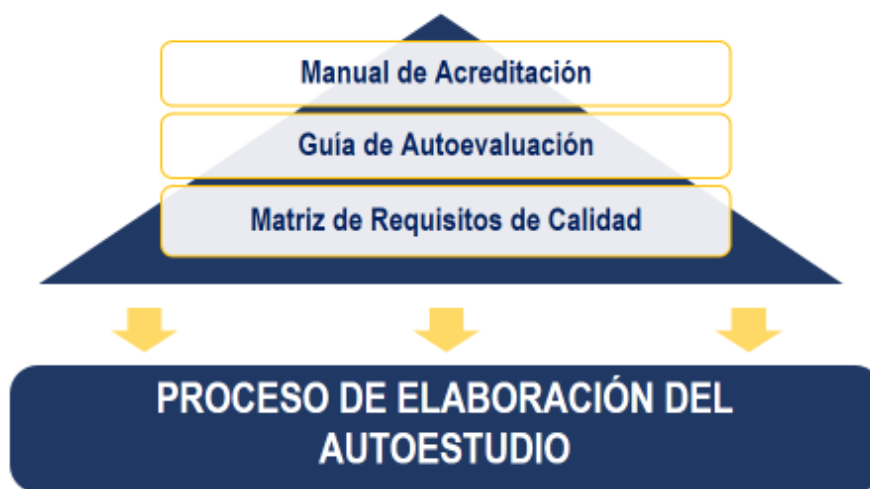 Manual de Acreditación
Guía de Autoevaluación
Matriz de Requisitos de Calidad
PROCESO DE ELABORACIÓN DEL
AUTOESTUDIO